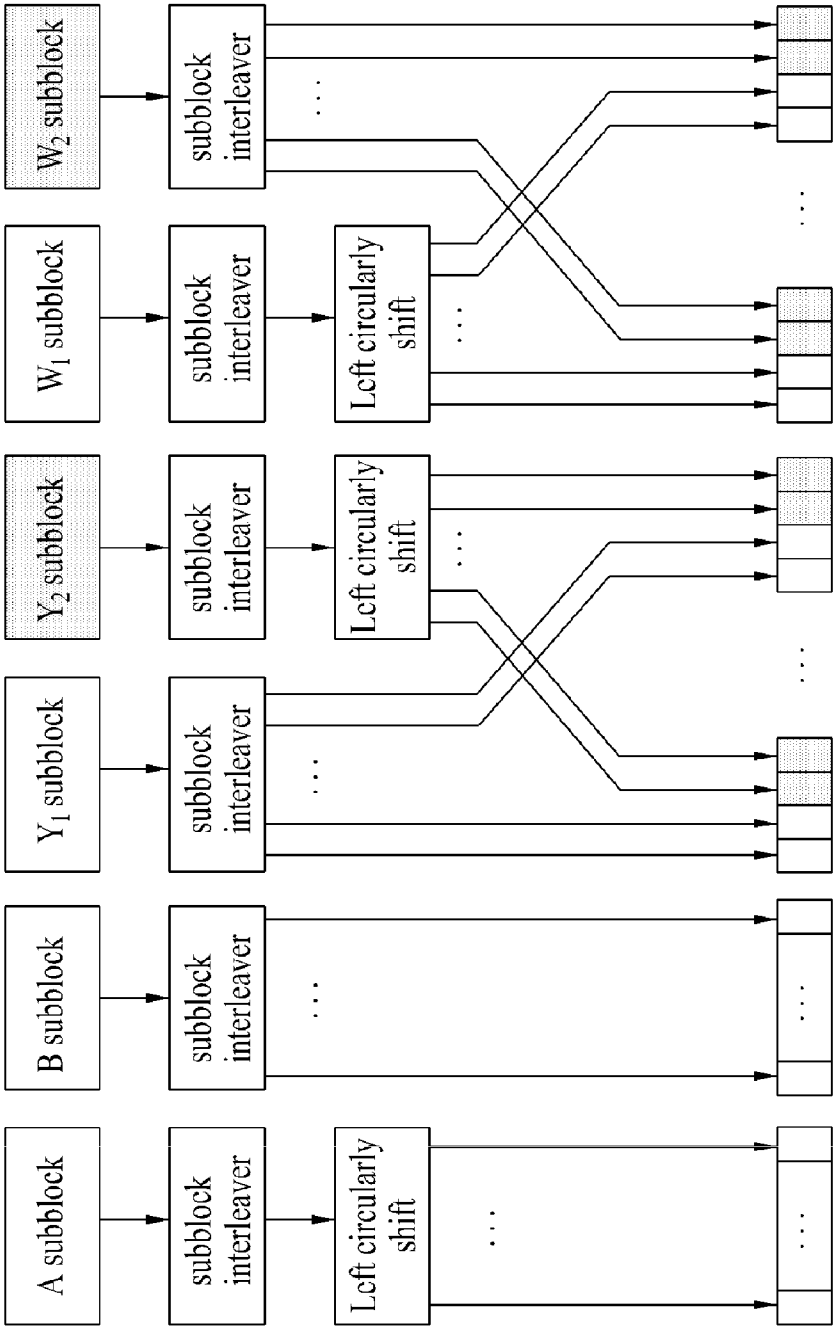 A subblock
B subblock
Y1 subblock
Y2 subblock
W1 subblock
W2 subblock
subblock
interleaver
subblock
interleaver
subblock
interleaver
subblock
interleaver
subblock
interleaver
subblock
interleaver
Left circularly
shift
Left circularly
shift
Left circularly
shift